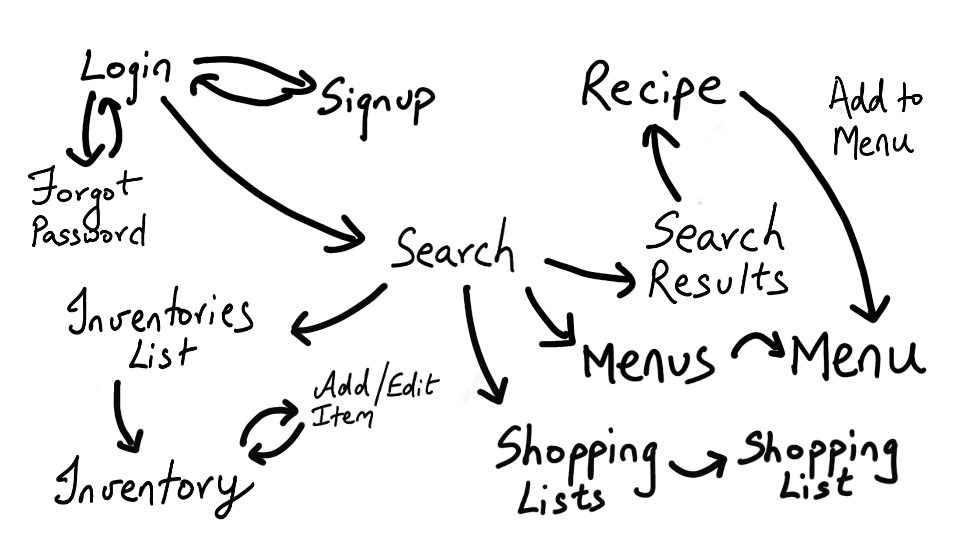 Login
Signup
Forgot
Password
Recipe
Add to
Menu
Search
Search
Results
Inventories
List
Menus
Menu
Add/Edit
Item
Inventory
Shopping
Lists
Shopping
List